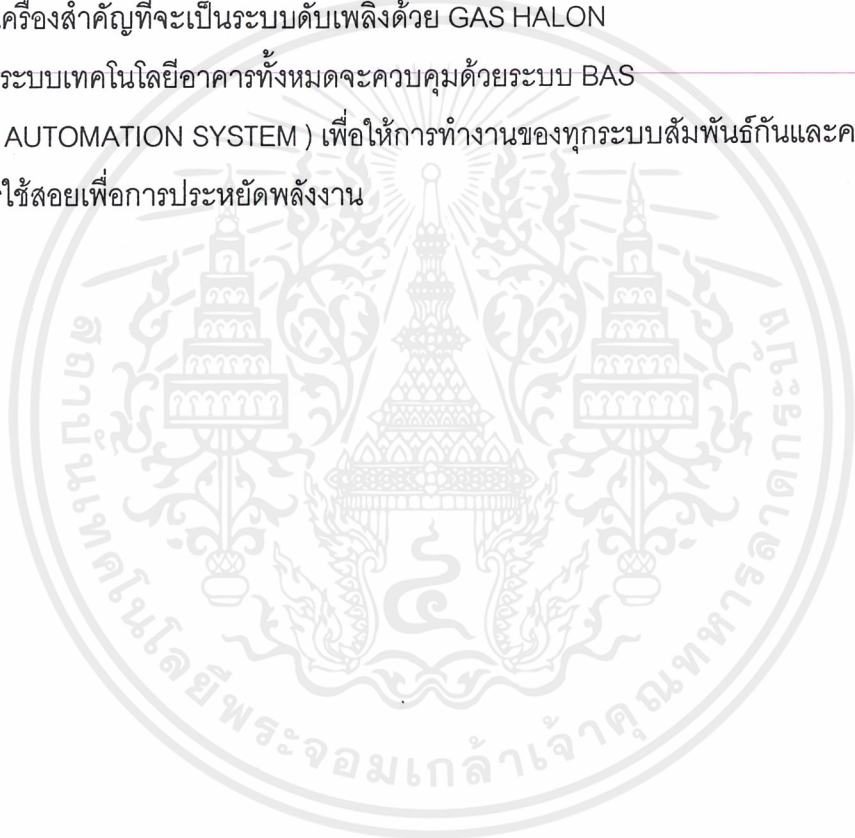 ครื่องสำคัญที่จะเป็นระบบดับเพลิงด้วย GAS HALON
ระบบเทคโนโลยีอาคารทั้งหมดจะควบคุมด้วยระบบ BAS
AUTOMATION SYSTEM ) เพื่อให้การทำงานของทุกระบบสัมพันธ์กันและค
ใช้สอยเพื่อการประหยัดพลังงาน
สถาบันเทคโนโลยีพระจอมเกล้าเจ้าคุณทหารลาดกระบัง